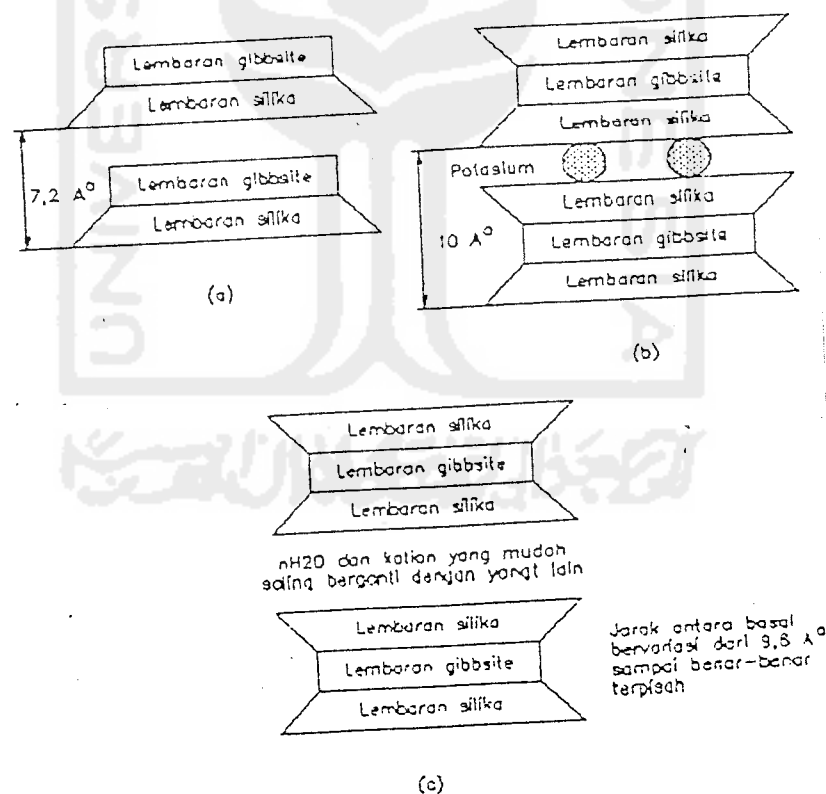 Lembaran gibbsite
Lembaran silika
7,2 A°
Lembaran gibbsite
Lembaran silika
(a)
Lembaran silika
Lembaran gibbsite
Lembaran silika
Potasium
Lembaran silika
10 A°
Lembaran gibbsite
Lembaran silika
(b)
Lembaran silika
Lembaran gibbsite
Lembaran silika
nH2O dan kation yang mudah
saling berganti dengan yang lain
Lembaran silika
Lembaran gibbsite
Lembaran silika
Jarak antara basal
bervariasi dari 9,6 A°
sampai benar-benar
terpisah
(c)
UNIVERS
ESIA